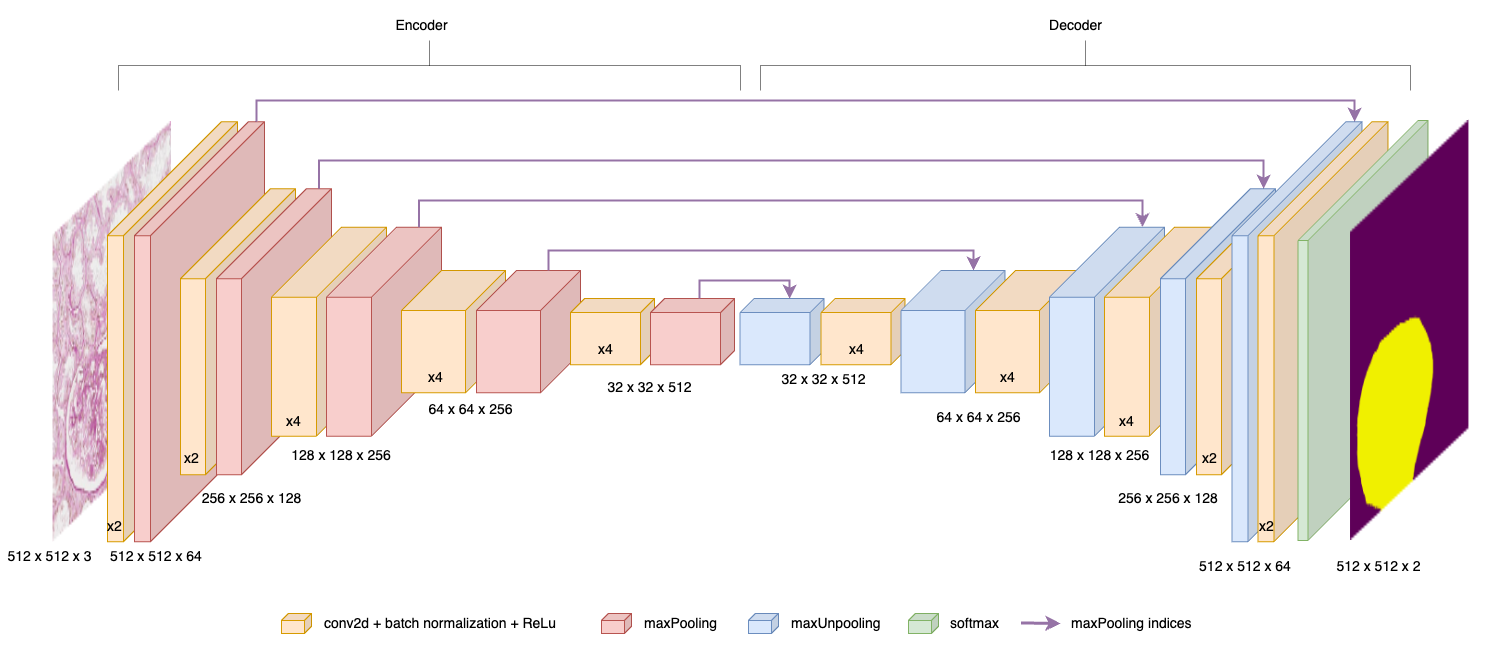 Encoder
Decoder
x2
x2
x4
x4
x4
x4
x4
x4
x2
x2
512 x 512 x 3
512 x 512 x 64
256 x 256 x 128
128 x 128 x 256
64 x 64 x 256
32 x 32 x 512
32 x 32 x 512
64 x 64 x 256
128 x 128 x 256
256 x 256 x 128
512 x 512 x 64
512 x 512 x 2
conv2d + batch normalization + ReLu
maxPooling
maxUnpooling
softmax
maxPooling indices